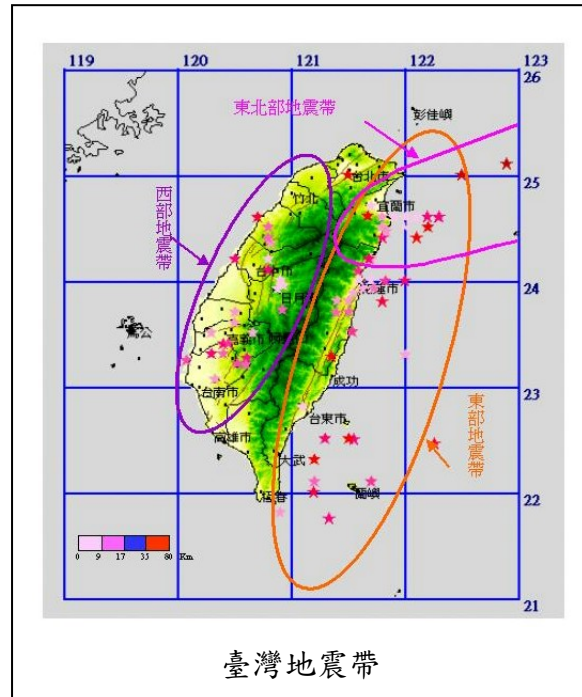 119 120 121 122 123
26
東北部地震帶
彭佳嶼
台北市
25
竹北
宜蘭市
西部地震帶
台中市
24
花蓮市
日月
馬公
嘉義市
成功
23
台南市
台東市
東部地震帶
高雄市
大武
22
恆春
蘭嶼
0 9 17 35 80 Km
21
臺灣地震帶